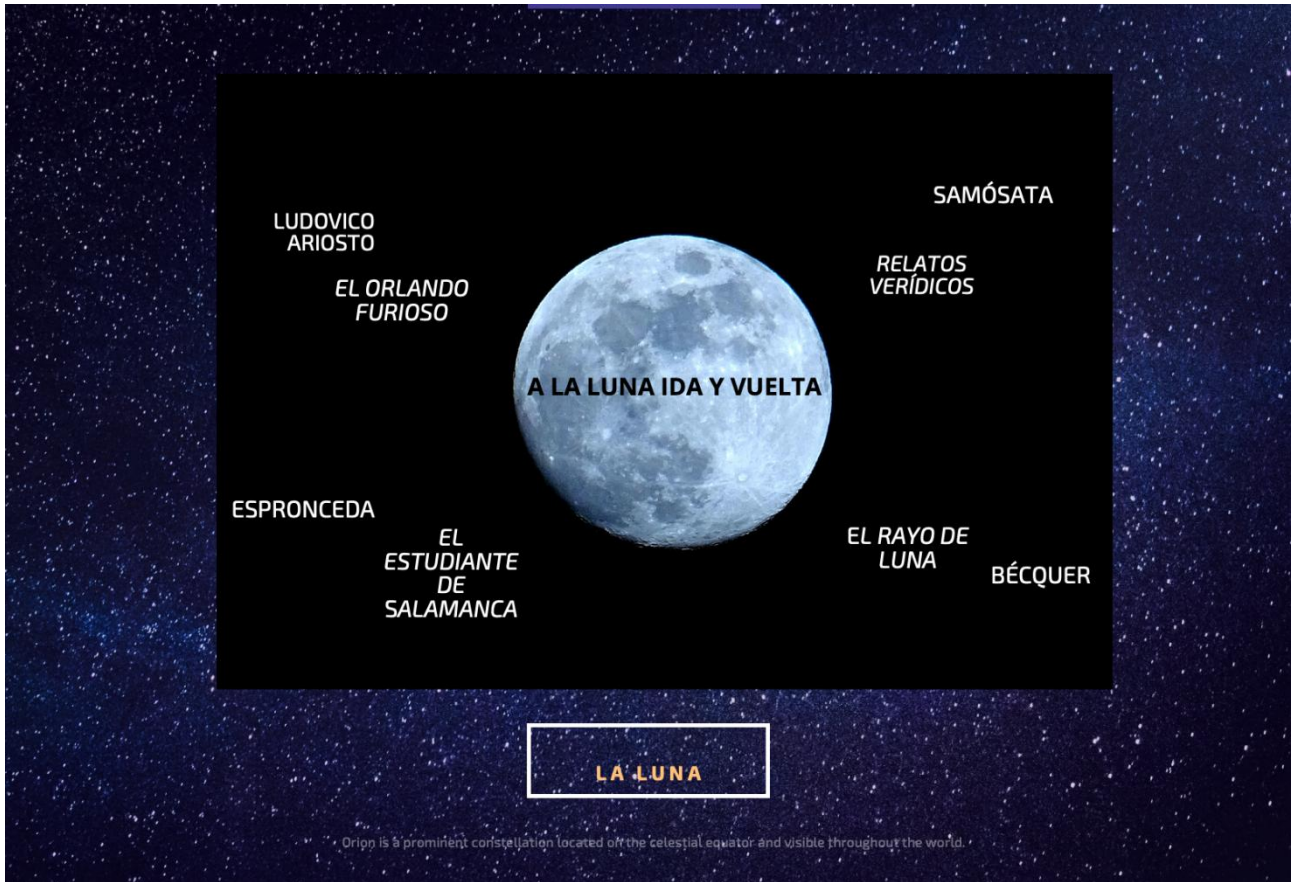 SAMÓSATA
LUDOVICO
ARIOSTO
RELATOS
VERÍDICOS
EL ORLANDO
FURIOSO
A LA LUNA IDA Y VUELTA
ESPRONCEDA
EL
ESTUDIANTE
DE
SALAMANCA
EL RAYO DE
LUNA
BÉCQUER
LA LUNA
Orion is a prominent constellation located on the celestial equator and visible throughout the world.